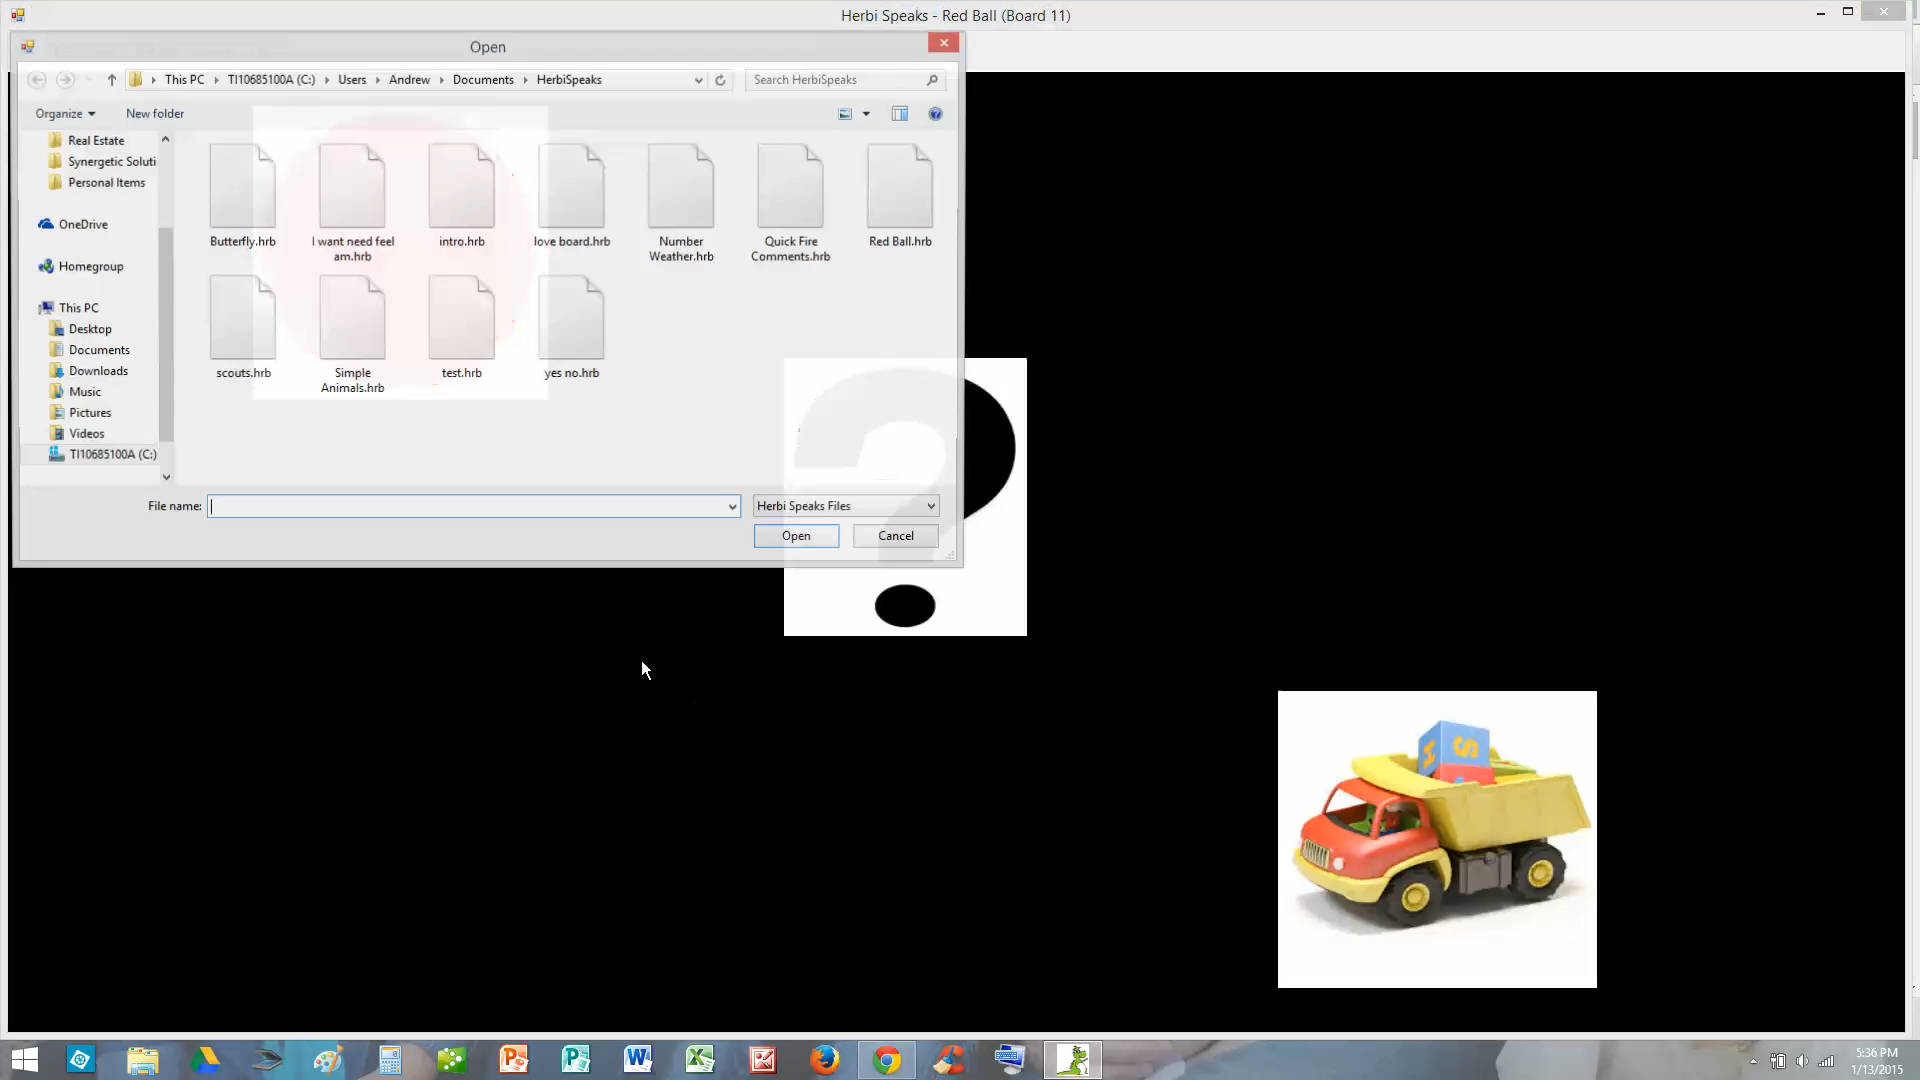 Herbi Speaks - Red Ball (Board 11)
Open
This PC
TI10685100A (C:)
Users
Andrew
Documents
HerbiSpeaks
Search HerbiSpeaks
Organize
New folder
Real Estate
Synergetic Soluti
Personal Items
OneDrive
Homegroup
This PC
Desktop
Documents
Downloads
Music
Pictures
Videos
TI10685100A (C:)
Butterfly.hrb
I want need feel
am.hrb
intro.hrb
love board.hrb
Number
Weather.hrb
Quick Fire
Comments.hrb
Red Ball.hrb
scouts.hrb
Simple
Animals.hrb
test.hrb
yes no.hrb
?
File name:
Herbi Speaks Files
Open
Cancel
H
S
5:36 PM
1/13/2015